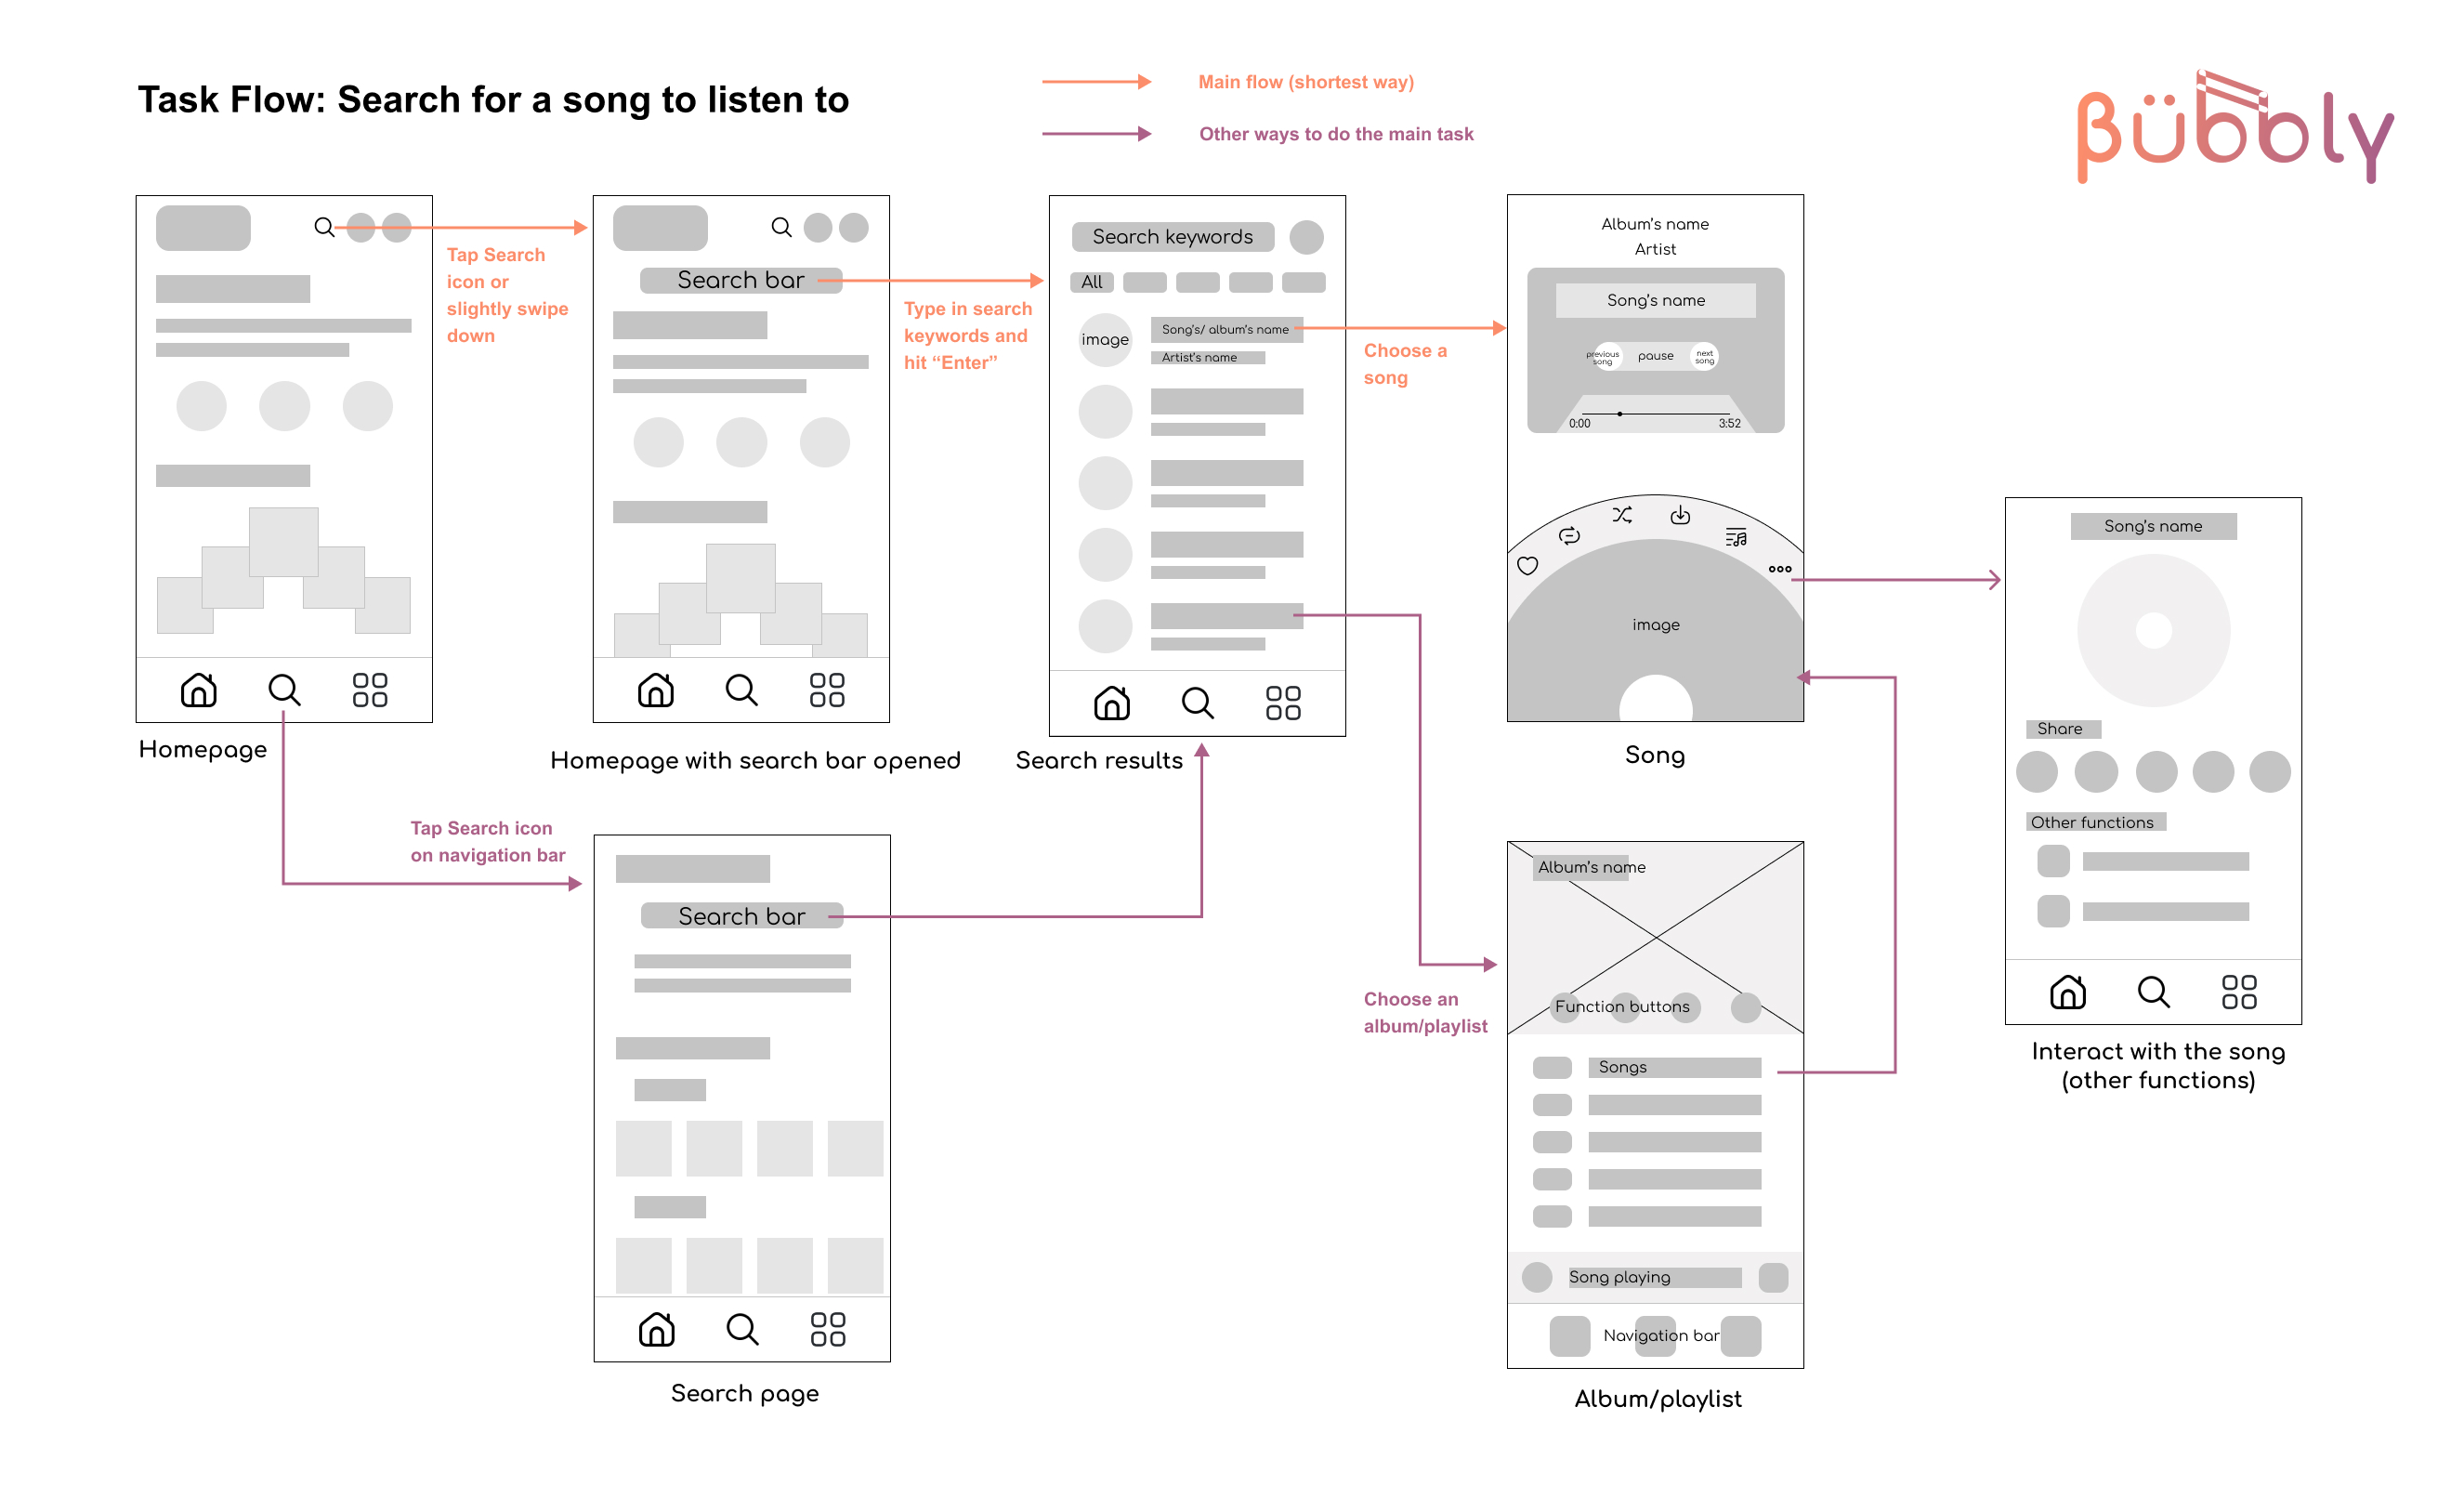 Task Flow: Search for a song to listen to
Main flow (shortest way)
Other ways to do the main task
βübbly
Tap Search
icon or
slightly swipe
down
Homepage
Search bar
Type in search
keywords and
hit “Enter”
Homepage with search bar opened
Search keywords
All
image
Song's/ album's name
Artist's name
Choose a
song
Search results
Album's name
Artist
Song's name
previous
song
pause
next
song
0:00
3:52
image
Song
Song's name
Share
Other functions
Interact with the song
(other functions)
Tap Search icon
on navigation bar
Search bar
Search page
Choose an
album/playlist
Album's name
Function buttons
Songs
Song playing
Navigation bar
Album/playlist